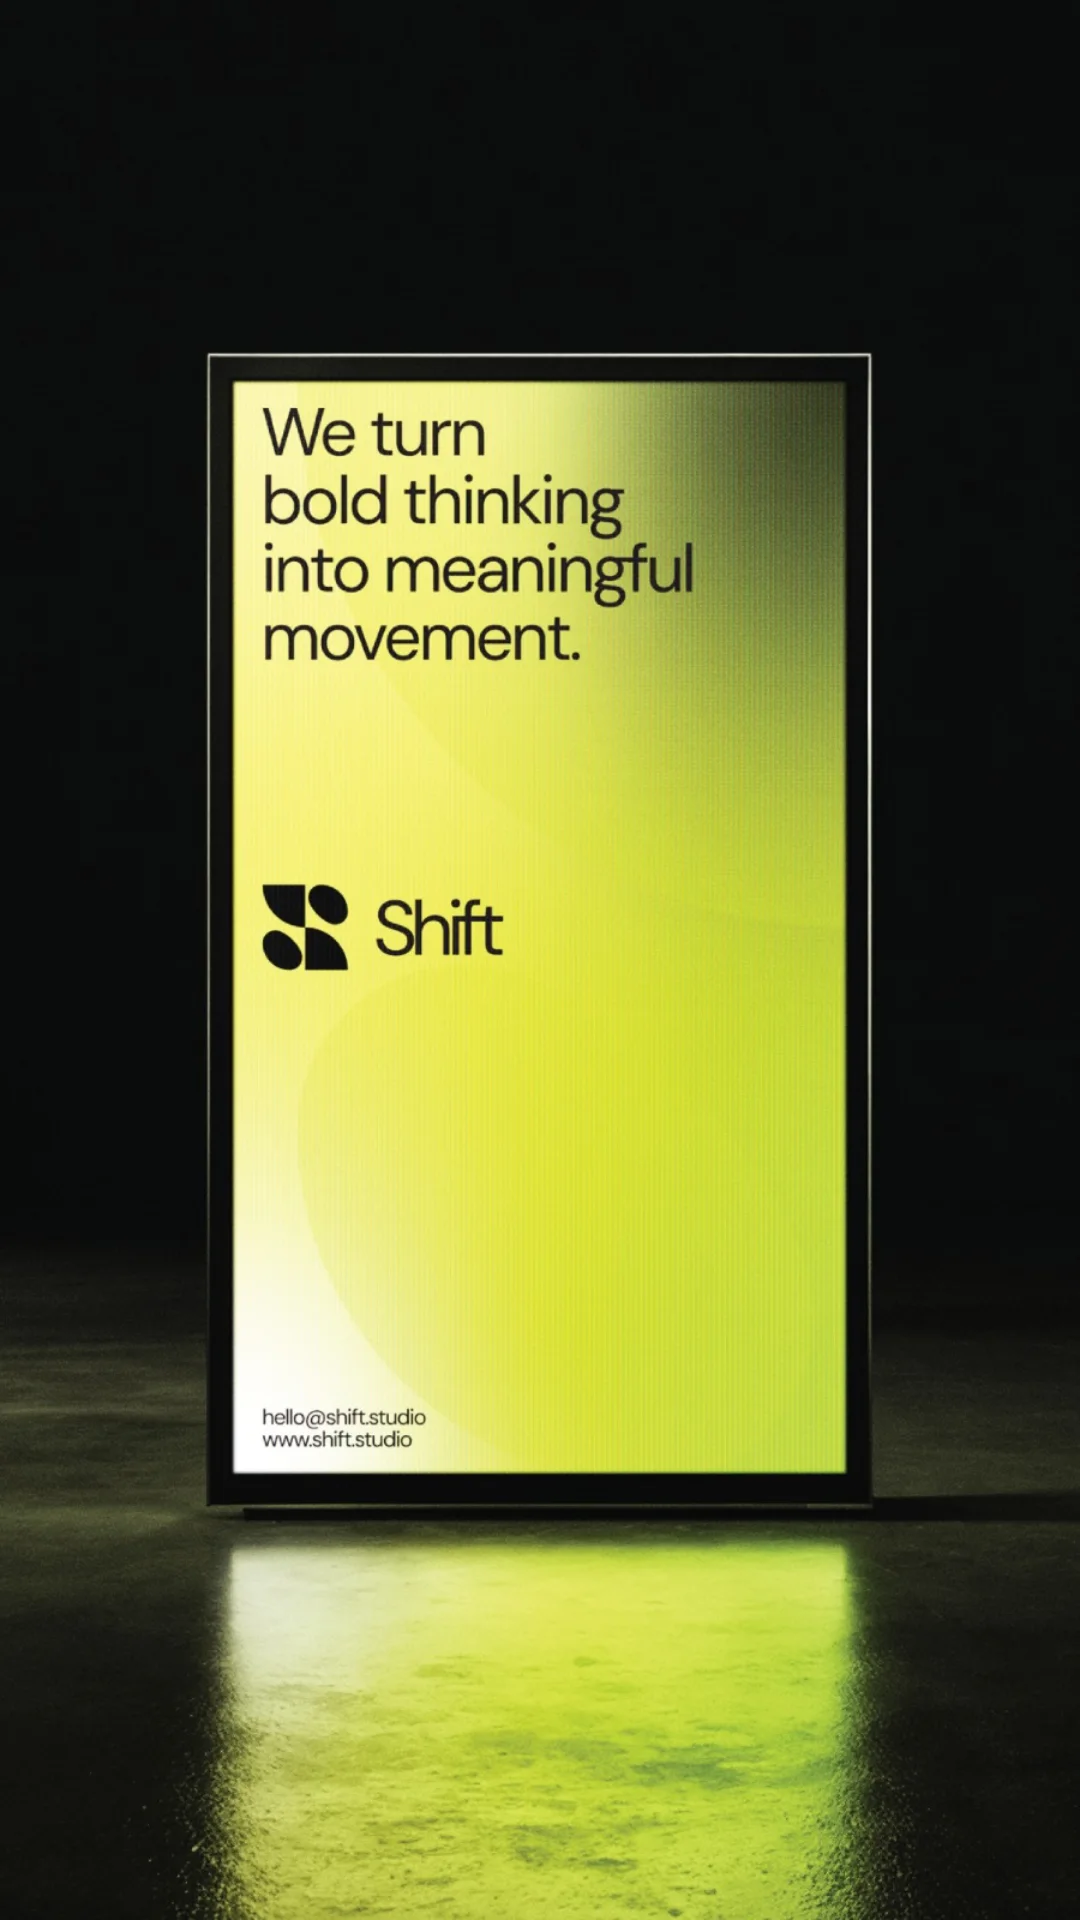 We turn
bold thinking
into meaningful
movement.
Shift
hello@shift.studio
www.shift.studio